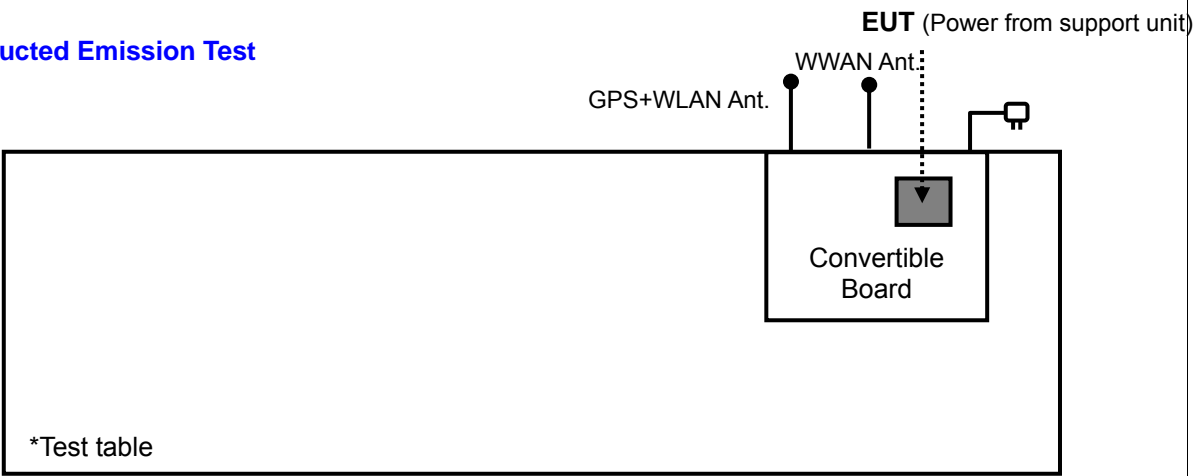 EUT (Power from support unit)
ucted Emission Test
WWAN Ant.
GPS+WLAN Ant.
Convertible
Board
*Test table